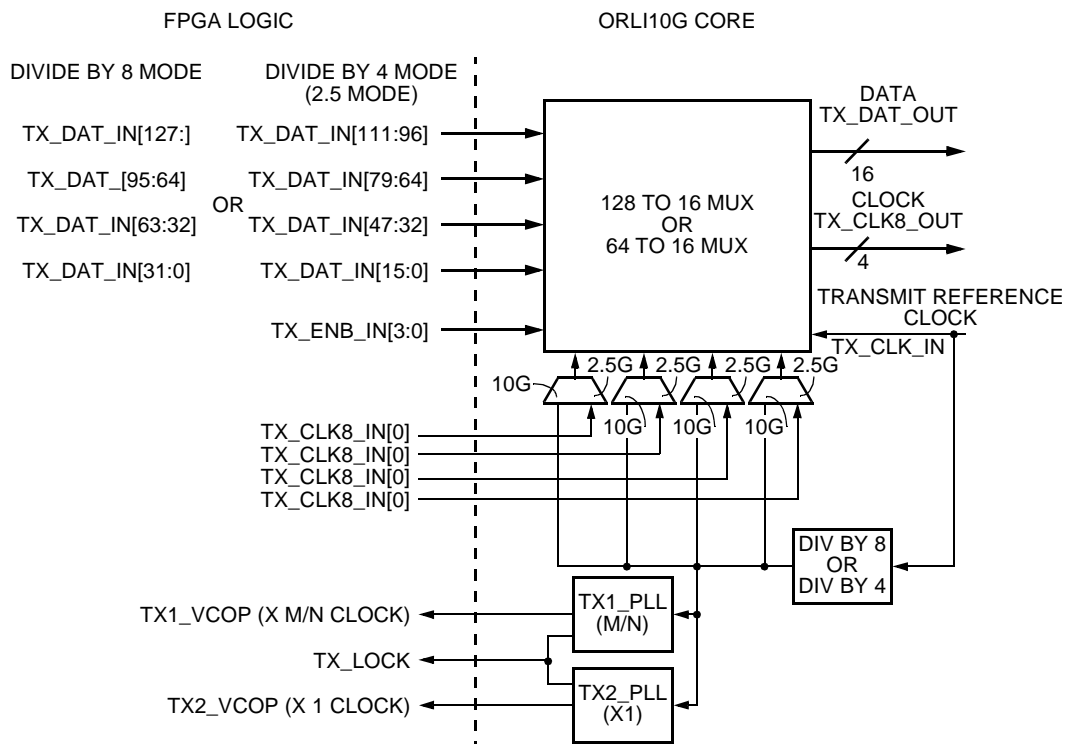 FPGA LOGIC
ORLI10G CORE
DIVIDE BY 8 MODE
DIVIDE BY 4 MODE
(2.5 MODE)
TX_DAT_IN[127:]
TX_DAT_IN[111:96]
TX_DAT_[95:64]
TX_DAT_IN[79:64]
OR
TX_DAT_IN[63:32]
TX_DAT_IN[47:32]
TX_DAT_IN[31:0]
TX_DAT_IN[15:0]
TX_ENB_IN[3:0]
128 TO 16 MUX
OR
64 TO 16 MUX
DATA
TX_DAT_OUT
16
CLOCK
TX_CLK8_OUT
4
TRANSMIT REFERENCE
CLOCK
TX_CLK_IN
10G
2.5G
10G
2.5G
10G
2.5G
10G
2.5G
TX_CLK8_IN[0]
TX_CLK8_IN[0]
TX_CLK8_IN[0]
TX_CLK8_IN[0]
DIV BY 8
OR
DIV BY 4
TX1_PLL
(M/N)
TX1_VCOP (X M/N CLOCK)
TX_LOCK
TX2_PLL
(X1)
TX2_VCOP (X 1 CLOCK)